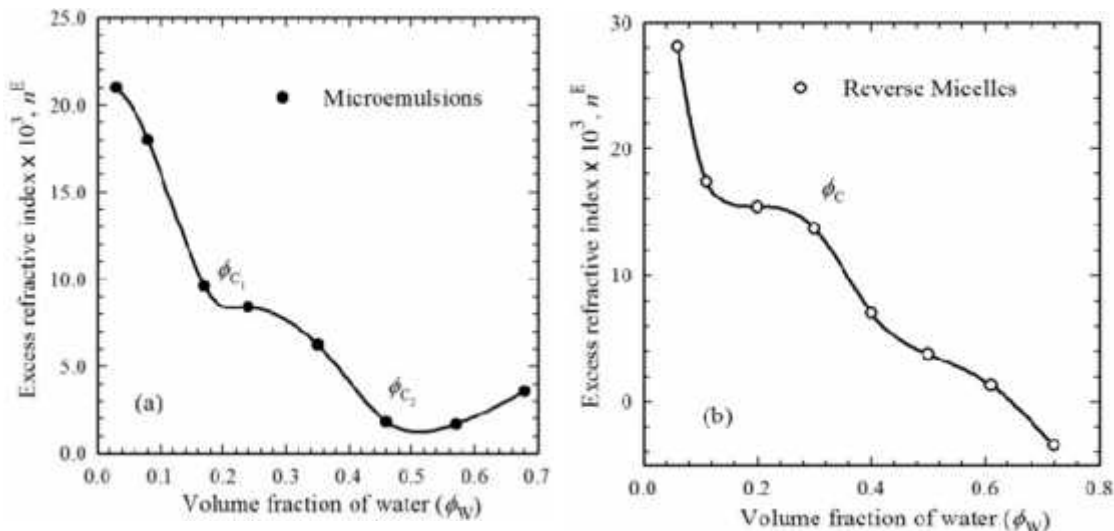 25.0
20.0
15.0
10.0
5.0
0.0
Excess refractive index × 10³, nᴱ
Microemulsions
ϕC₁
ϕC₂
(a)
0.0 0.1 0.2 0.3 0.4 0.5 0.6 0.7
Volume fraction of water (ϕW)
30
20
10
0
Excess refractive index × 10³, nᴱ
Reverse Micelles
ϕC
(b)
0.0 0.2 0.4 0.6 0.8
Volume fraction of water (ϕW)